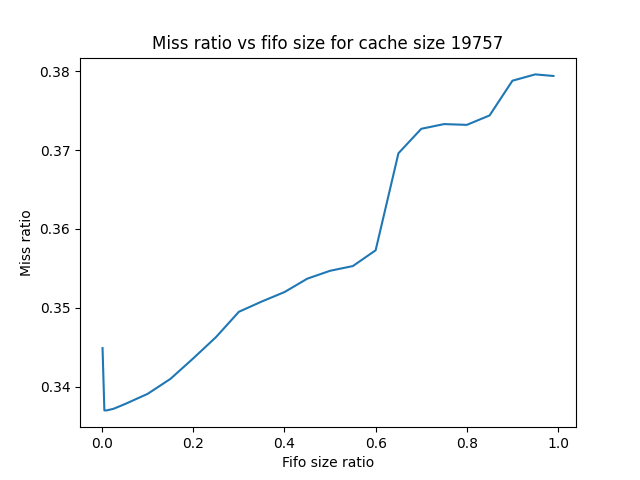 Miss ratio vs fifo size for cache size 19757
0.38
0.37
0.36
0.35
0.34
Miss ratio
0.0 0.2 0.4 0.6 0.8 1.0
Fifo size ratio